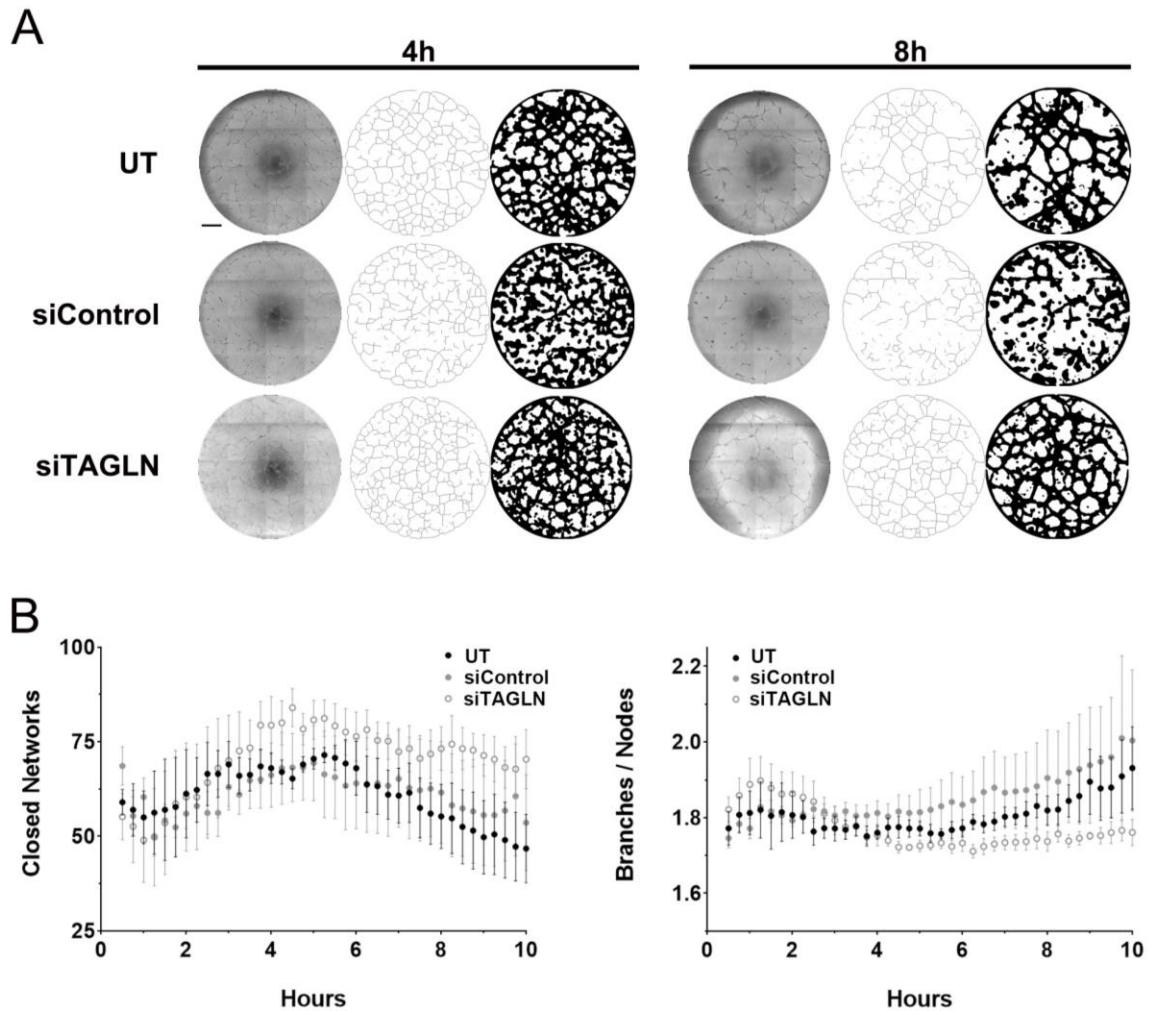 A
4h
8h
UT
siControl
siTAGLN
B
100
75
50
25
Closed Networks
0
2
4
6
8
10
Hours
UT
siControl
siTAGLN
2.2
2.0
1.8
1.6
Branches / Nodes
0
2
4
6
8
10
Hours
UT
siControl
siTAGLN